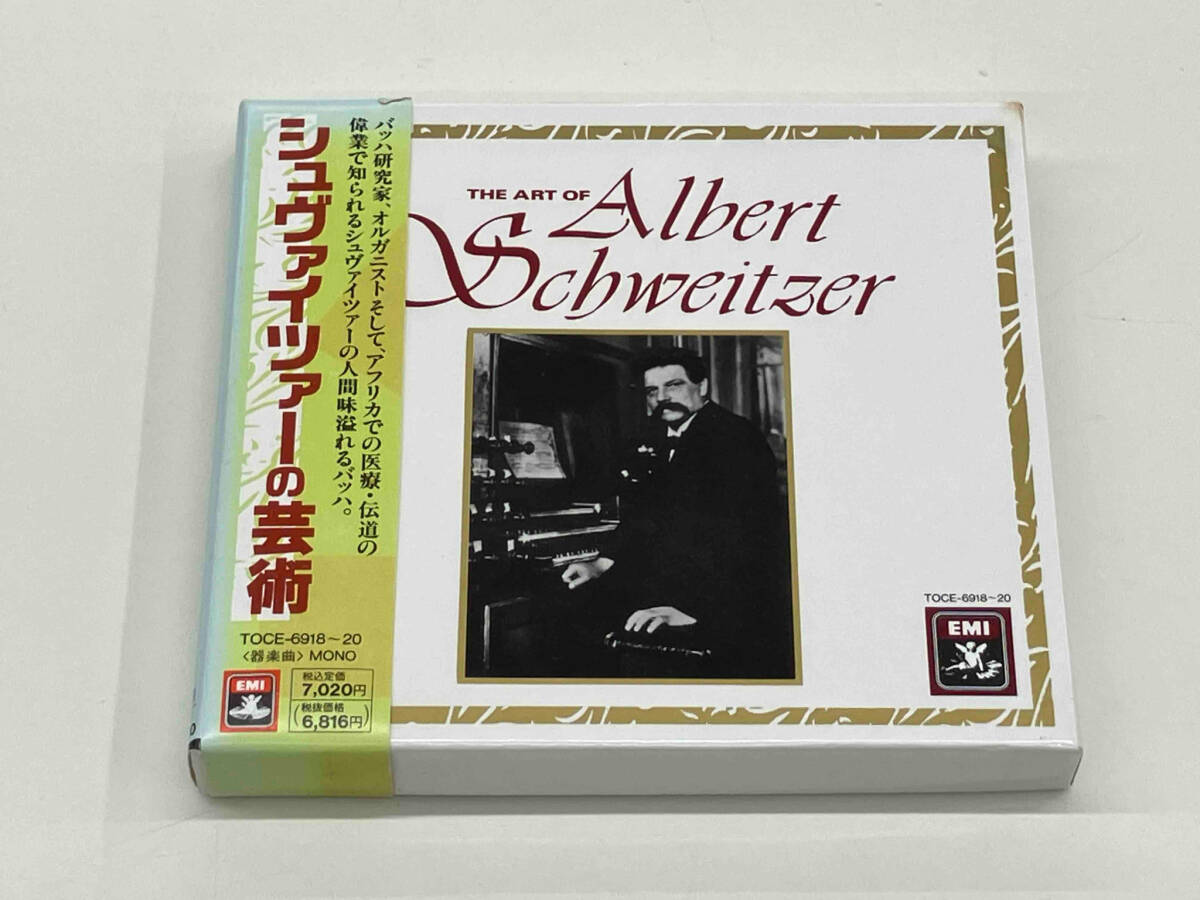 シュヴァイツァーの芸術
バッハ研究家、オルガニストそして、アフリカでの医療・伝道の
偉業で知られるシュヴァイツァーの人間味溢れるバッハ。
TOCE-6918～20
〈器楽曲〉MONO
EMI
税込定価
7,020円
税抜価格
6,816円
THE ART OF Albert
Schweitzer
TOCE-6918～20
EMI